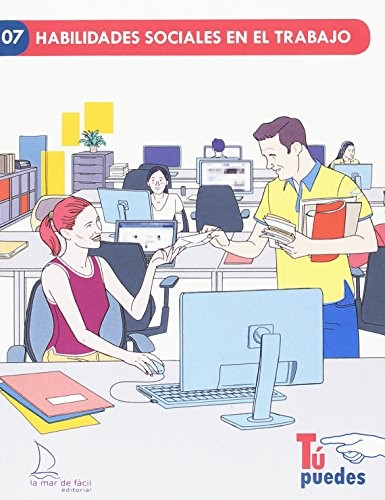 07 HABILIDADES SOCIALES EN EL TRABAJO
la mar de fácil
editorial
Tú
puedes